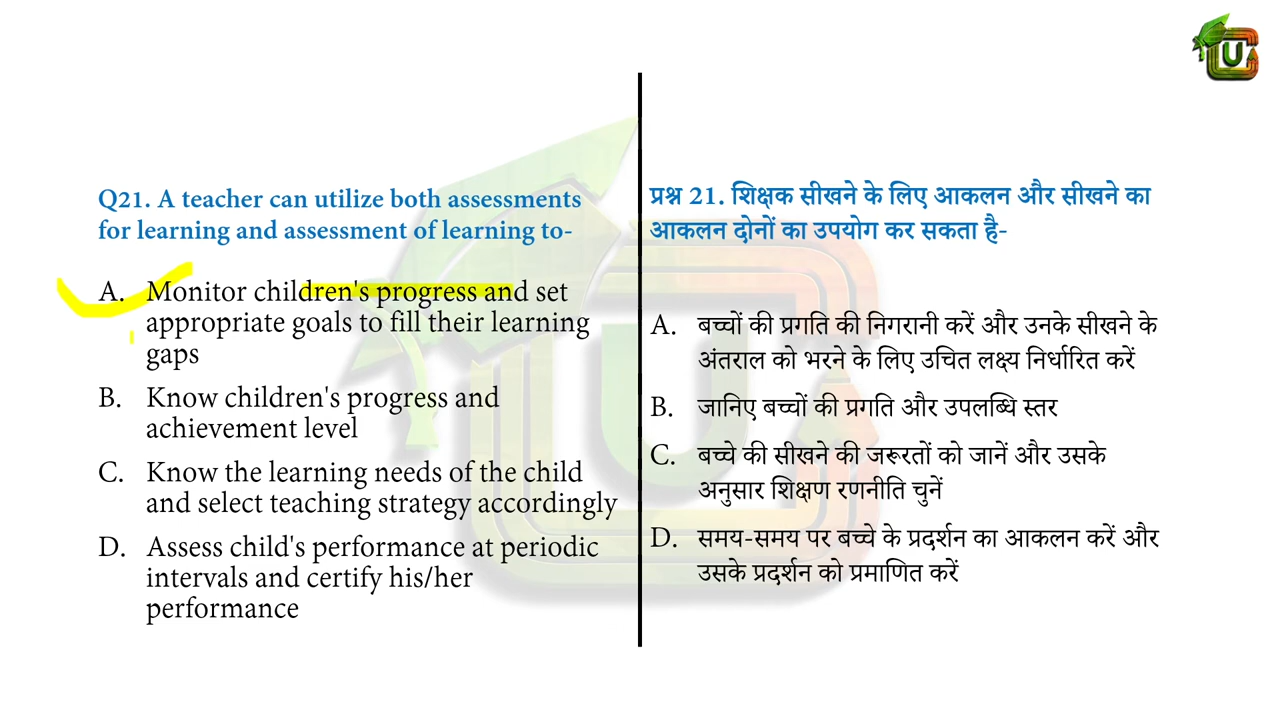 U
Q21. A teacher can utilize both assessments
for learning and assessment of learning to-
A. Monitor children's progress and set
appropriate goals to fill their learning
gaps
B. Know children's progress and
achievement level
C. Know the learning needs of the child
and select teaching strategy accordingly
D. Assess child's performance at periodic
intervals and certify his/her
performance
प्रश्न 21. शिक्षक सीखने के लिए आकलन और सीखने का
आकलन दोनों का उपयोग कर सकता है-
A. बच्चों की प्रगति की निगरानी करें और उनके सीखने के
अंतराल को भरने के लिए उचित लक्ष्य निर्धारित करें
B. जानिए बच्चों की प्रगति और उपलब्धि स्तर
C. बच्चे की सीखने की जरूरतों को जानें और उसके
अनुसार शिक्षण रणनीति चुनें
D. समय-समय पर बच्चे के प्रदर्शन का आकलन करें और
उसके प्रदर्शन को प्रमाणित करें